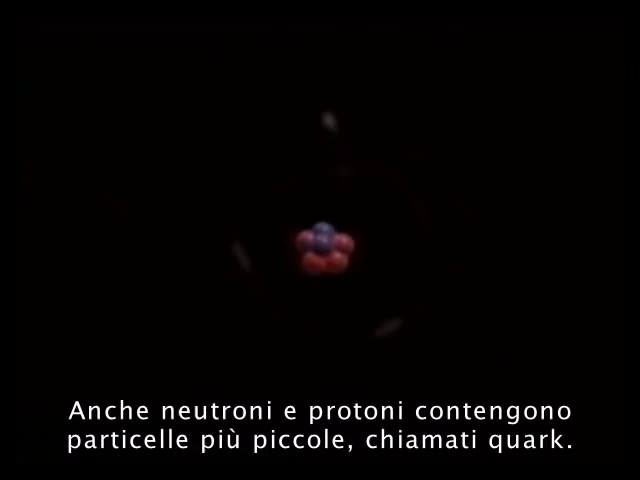 Anche neutroni e protoni contengono
particelle più piccole, chiamati quark.